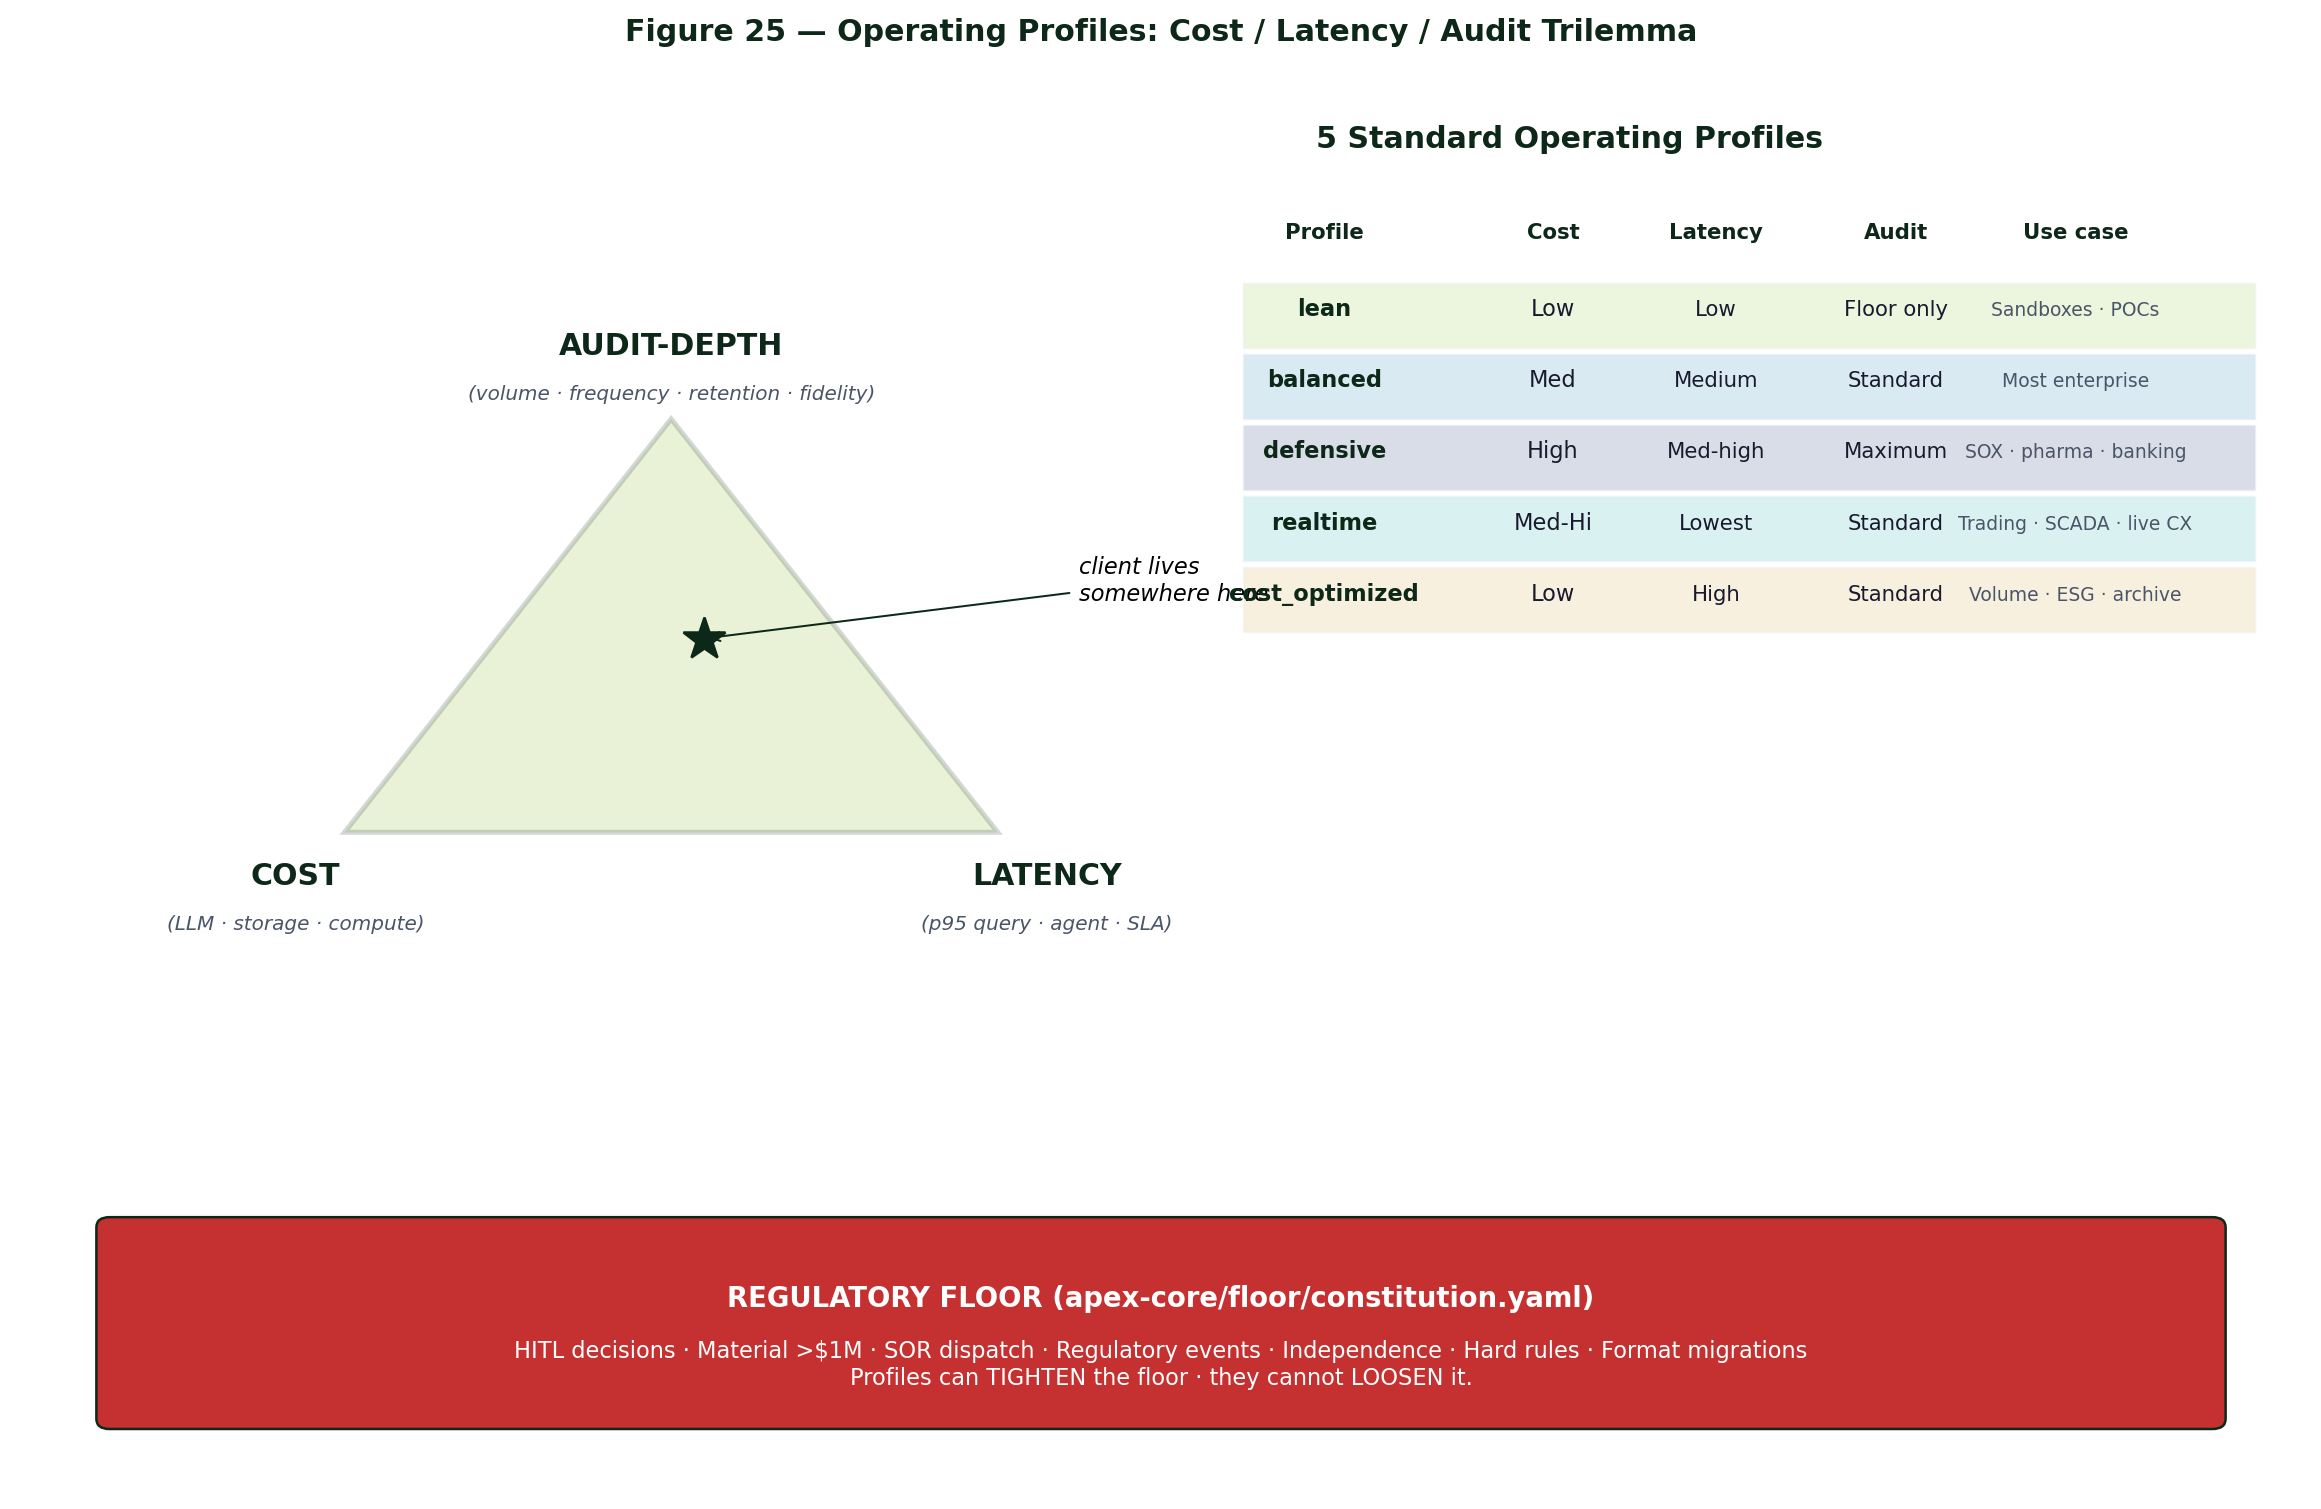 Figure 25 — Operating Profiles: Cost / Latency / Audit Trilemma
AUDIT-DEPTH
(volume · frequency · retention · fidelity)
client lives
somewhere here
COST
(LLM · storage · compute)
LATENCY
(p95 query · agent · SLA)
5 Standard Operating Profiles
Profile Cost Latency Audit Use case
lean Low Low Floor only Sandboxes · POCs
balanced Med Medium Standard Most enterprise
defensive High Med-high Maximum SOX · pharma · banking
realtime Med-Hi Lowest Standard Trading · SCADA · live CX
cost_optimized Low High Standard Volume · ESG · archive
REGULATORY FLOOR (apex-core/floor/constitution.yaml)
HITL decisions · Material >$1M · SOR dispatch · Regulatory events · Independence · Hard rules · Format migrations
Profiles can TIGHTEN the floor · they cannot LOOSEN it.